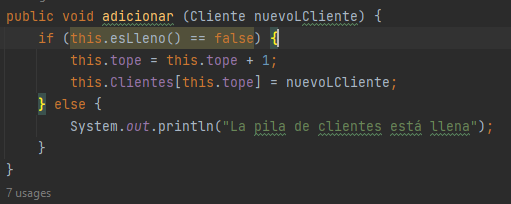 public void adicionar (Cliente nuevoLCliente) {
    if (this.esLleno() == false) {
        this.tope = this.tope + 1;
        this.Clientes[this.tope] = nuevoLCliente;
    } else {
        System.out.println("La pila de clientes está llena");
    }
}
7 usages